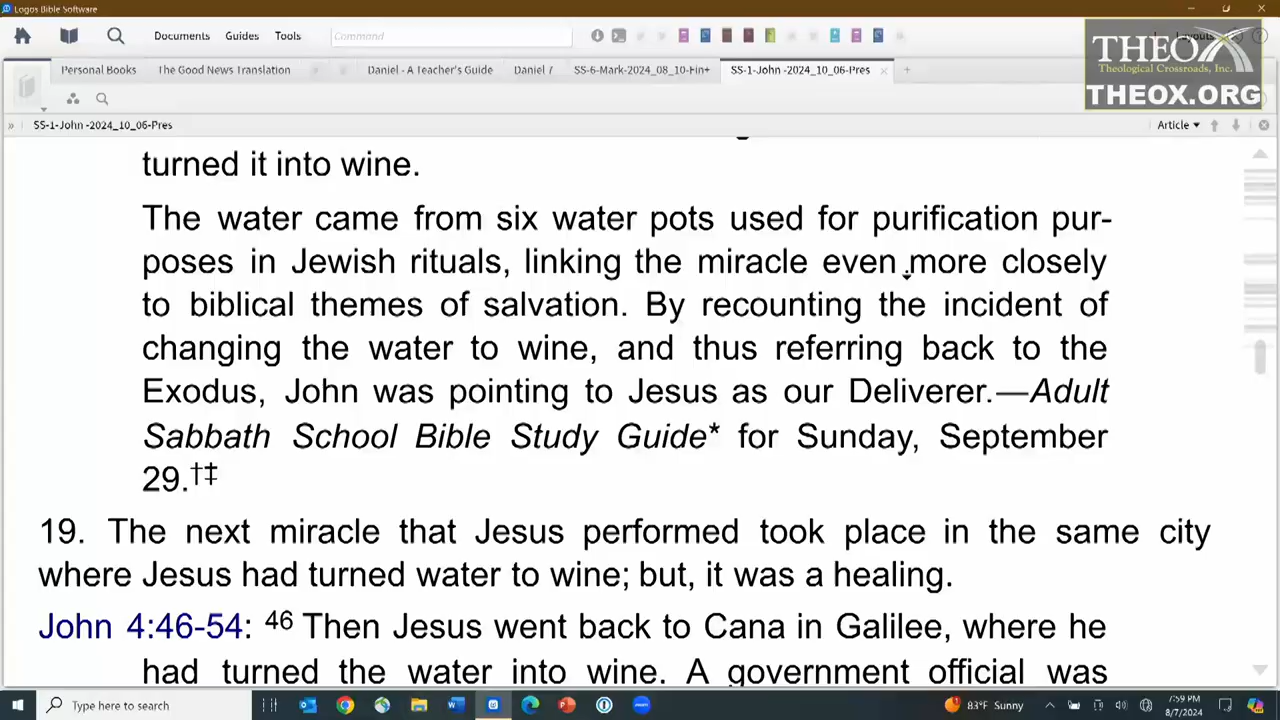 Logos Bible Software
Documents Guides Tools Command
THEOX
Theological Crossroads, Inc.
THEOX.ORG
Personal Books The Good News Translation SS-6-Mark-2024_08_10-Fin+ SS-1-John -2024_10_06-Pres
SS-1-John -2024_10_06-Pres Article
turned it into wine.
The water came from six water pots used for purification pur-
poses in Jewish rituals, linking the miracle even more closely
to biblical themes of salvation. By recounting the incident of
changing the water to wine, and thus referring back to the
Exodus, John was pointing to Jesus as our Deliverer.—Adult
Sabbath School Bible Study Guide* for Sunday, September
29.†‡
19. The next miracle that Jesus performed took place in the same city
where Jesus had turned water to wine; but, it was a healing.
John 4:46-54: 46 Then Jesus went back to Cana in Galilee, where he
had turned the water into wine. A government official was
Type here to search 83°F Sunny 7:59 PM
8/7/2024